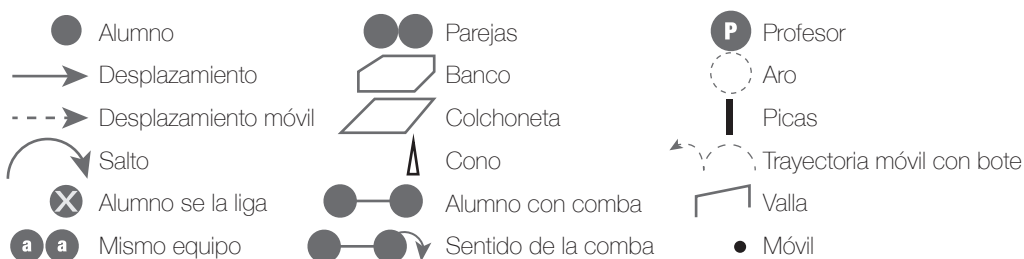 Alumno Parejas P Profesor
Desplazamiento Banco Aro
Desplazamiento móvil Colchoneta Picas
Salto Cono Trayectoria móvil con bote
X Alumno se la liga Alumno con comba Valla
a a Mismo equipo Sentido de la comba Móvil